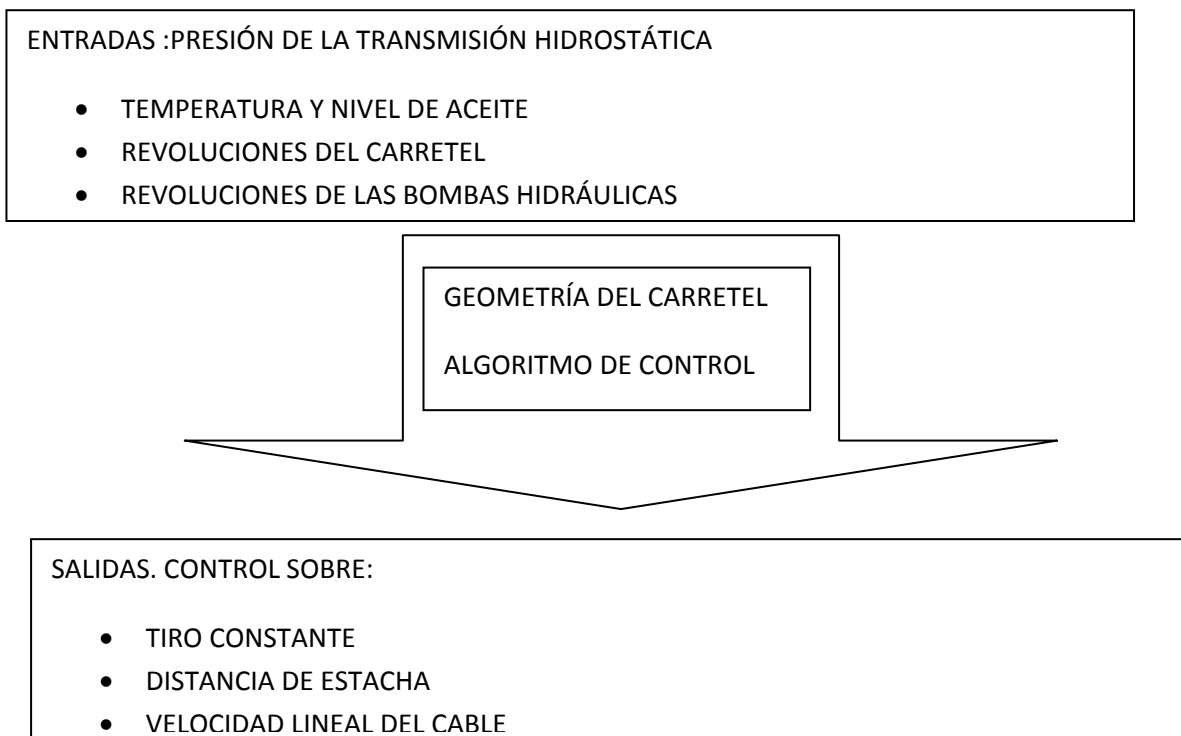 ENTRADAS :PRESIÓN DE LA TRANSMISIÓN HIDROSTÁTICA
• TEMPERATURA Y NIVEL DE ACEITE
• REVOLUCIONES DEL CARRETEL
• REVOLUCIONES DE LAS BOMBAS HIDRÁULICAS
GEOMETRÍA DEL CARRETEL
ALGORITMO DE CONTROL
SALIDAS. CONTROL SOBRE:
• TIRO CONSTANTE
• DISTANCIA DE ESTACHA
• VELOCIDAD LINEAL DEL CABLE